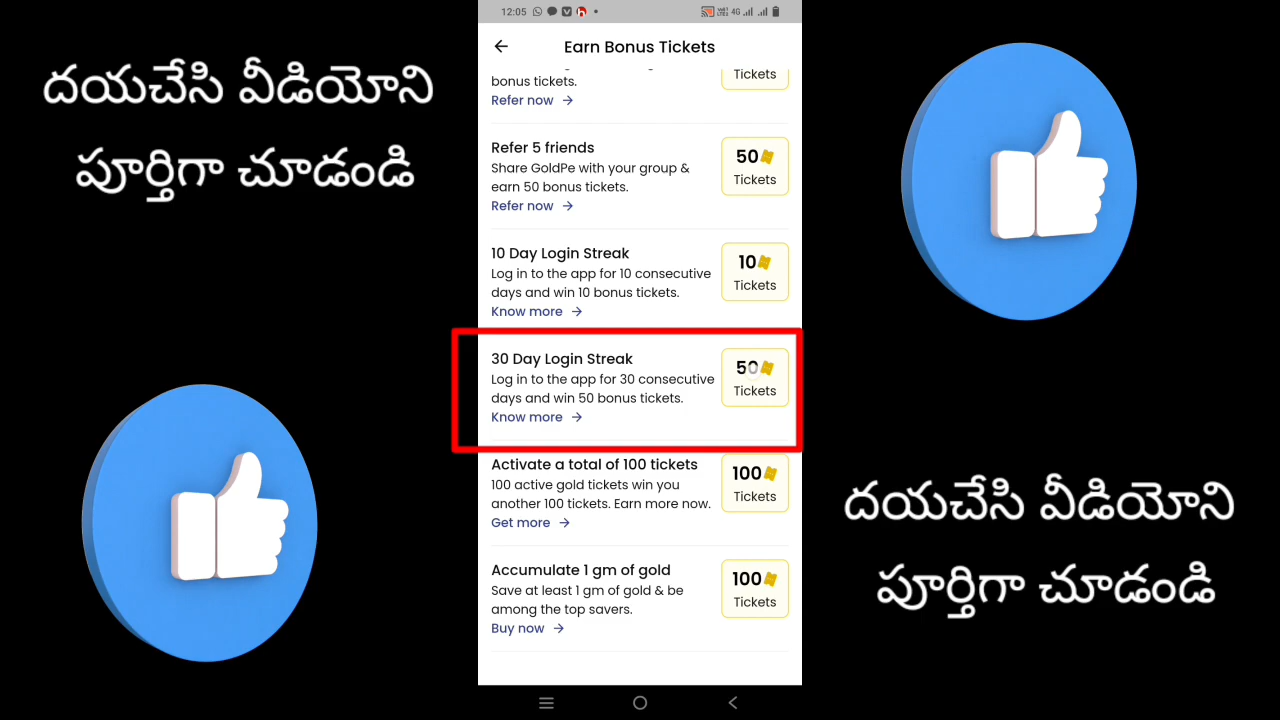 దయచేసి వీడియోని
పూర్తిగా చూడండి
12:05
4G
Earn Bonus Tickets
bonus tickets.
Tickets
Refer now
Refer 5 friends
Share GoldPe with your group &
earn 50 bonus tickets.
Refer now
50
Tickets
10 Day Login Streak
Log in to the app for 10 consecutive
days and win 10 bonus tickets.
Know more
10
Tickets
30 Day Login Streak
Log in to the app for 30 consecutive
days and win 50 bonus tickets.
Know more
50
Tickets
Activate a total of 100 tickets
100 active gold tickets win you
another 100 tickets. Earn more now.
Get more
100
Tickets
Accumulate 1 gm of gold
Save at least 1 gm of gold & be
among the top savers.
Buy now
100
Tickets
దయచేసి వీడియోని
పూర్తిగా చూడండి